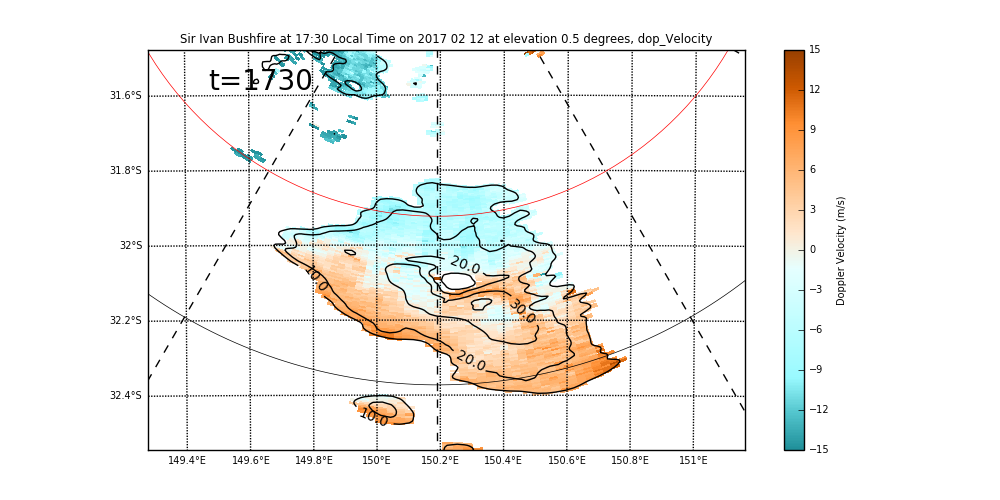 Sir Ivan Bushfire at 17:30 Local Time on 2017 02 12 at elevation 0.5 degrees, dop_Velocity
t=1730
31.6°S
31.8°S
32°S
32.2°S
32.4°S
149.4°E 149.6°E 149.8°E 150°E 150.2°E 150.4°E 150.6°E 150.8°E 151°E
20.0
10.0
30.0
20.0
10.0
15
12
9
6
3
0
−3
−6
−9
−12
−15
Doppler Velocity (m/s)